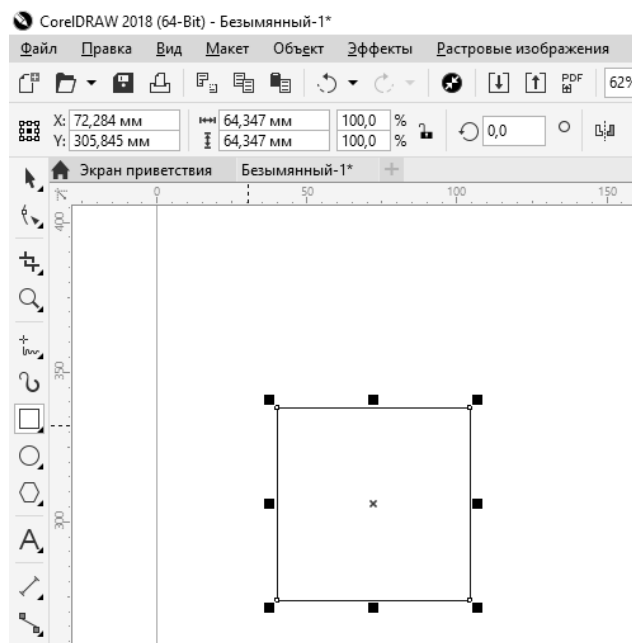 CorelDRAW 2018 (64-Bit) - Безымянный-1*
Файл Правка Вид Макет Объект Эффекты Растровые изображения
PDF 62%
X: 72,284 мм 64,347 мм 100,0 % 0,0
Y: 305,845 мм 64,347 мм 100,0 %
Экран приветствия Безымянный-1*
0 50 100 150
400
350
300